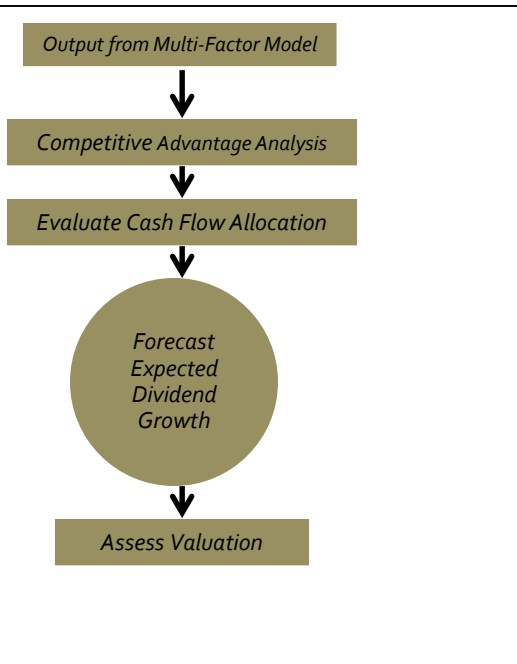 Output from Multi-Factor Model
Competitive Advantage Analysis
Evaluate Cash Flow Allocation
Forecast
Expected
Dividend
Growth
Assess Valuation